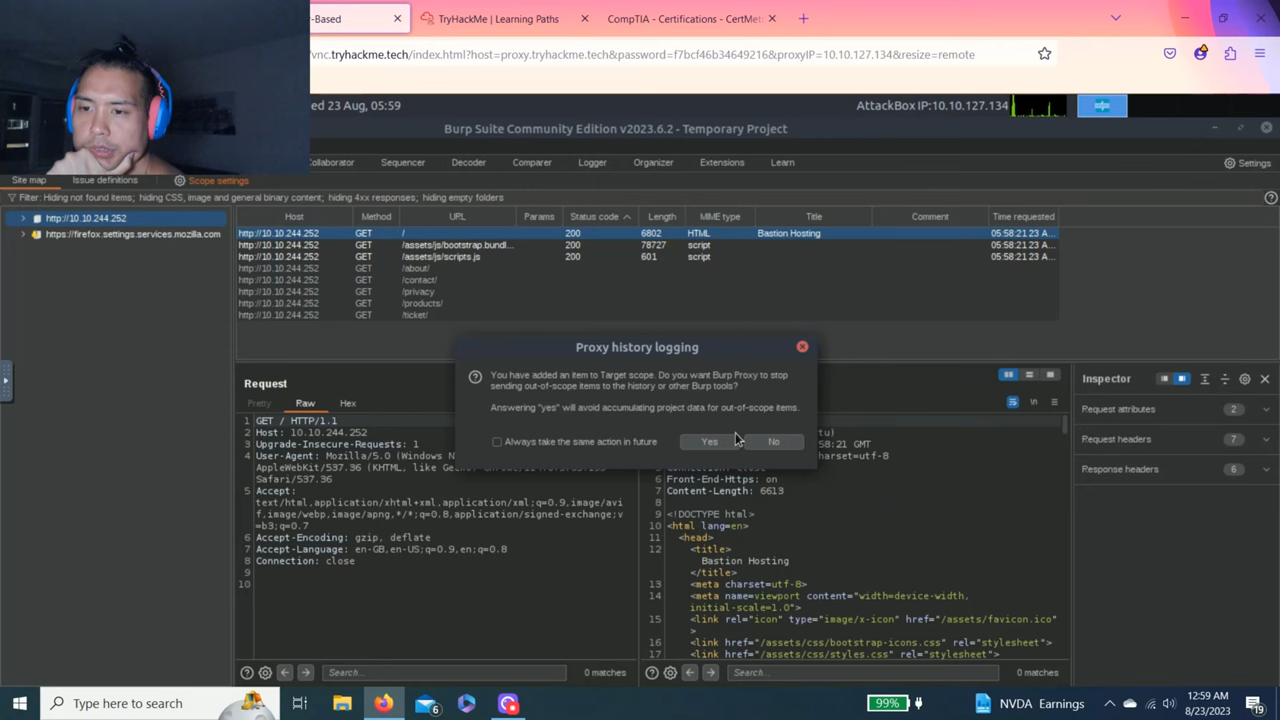 -Based
TryHackMe | Learning Paths
CompTIA - Certifications - CertMet
vnc.tryhackme.tech/index.html?host=proxy.tryhackme.tech&password=f7bcf46b34649216&proxyIP=10.10.127.134&resize=remote
ed 23 Aug, 05:59
AttackBox IP:10.10.127.134
Burp Suite Community Edition v2023.6.2 - Temporary Project
ollaborator Sequencer Decoder Comparer Logger Organizer Extensions Learn Settings
Site map Issue definitions Scope settings
Filter: Hiding not found items; hiding CSS, image and general binary content; hiding 4xx responses; hiding empty folders
http://10.10.244.252
https://firefox.settings.services.mozilla.com
Host Method URL Params Status code Length MIME type Title Comment Time requested
http://10.10.244.252 GET / 200 6802 HTML Bastion Hosting 05:58:21 23 A...
http://10.10.244.252 GET /assets/js/bootstrap.bundl... 200 78727 script 05:58:21 23 A...
http://10.10.244.252 GET /assets/js/scripts.js 200 601 script 05:58:21 23 A...
http://10.10.244.252 GET /about/
http://10.10.244.252 GET /contact/
http://10.10.244.252 GET /privacy
http://10.10.244.252 GET /products/
http://10.10.244.252 GET /ticket/
Proxy history logging
You have added an item to Target scope. Do you want Burp Proxy to stop
sending out-of-scope items to the history or other Burp tools?
Answering "yes" will avoid accumulating project data for out-of-scope items.
Always take the same action in future Yes No
Request
Pretty Raw Hex
1 GET / HTTP/1.1
2 Host: 10.10.244.252
3 Upgrade-Insecure-Requests: 1
4 User-Agent: Mozilla/5.0 (Windows N
AppleWebKit/537.36 (KHTML, like Ge
Safari/537.36
5 Accept:
text/html,application/xhtml+xml,application/xml;q=0.9,image/avi
f,image/webp,image/apng,*/*;q=0.8,application/signed-exchange;v
=b3;q=0.7
6 Accept-Encoding: gzip, deflate
7 Accept-Language: en-GB,en-US;q=0.9,en;q=0.8
8 Connection: close
9
10
tu)
:58:21 GMT
charset=utf-8
6 Front-End-Https: on
7 Content-Length: 6613
8
9 <!DOCTYPE html>
10 <html lang=en>
11 <head>
12 <title>
Bastion Hosting
</title>
13 <meta charset=utf-8>
14 <meta name=viewport content="width=device-width,
initial-scale=1.0">
15 <link rel="icon" type="image/x-icon" href="/assets/favicon.ico"
>
16 <link href="/assets/css/bootstrap-icons.css" rel="stylesheet">
17 <link href="/assets/css/styles.css" rel="stylesheet">
Inspector
Request attributes 2
Request headers 7
Response headers 6
Search... 0 matches
Search... 0 matches
Type here to search
6
99%
NVDA Earnings
12:59 AM
8/23/2023
19